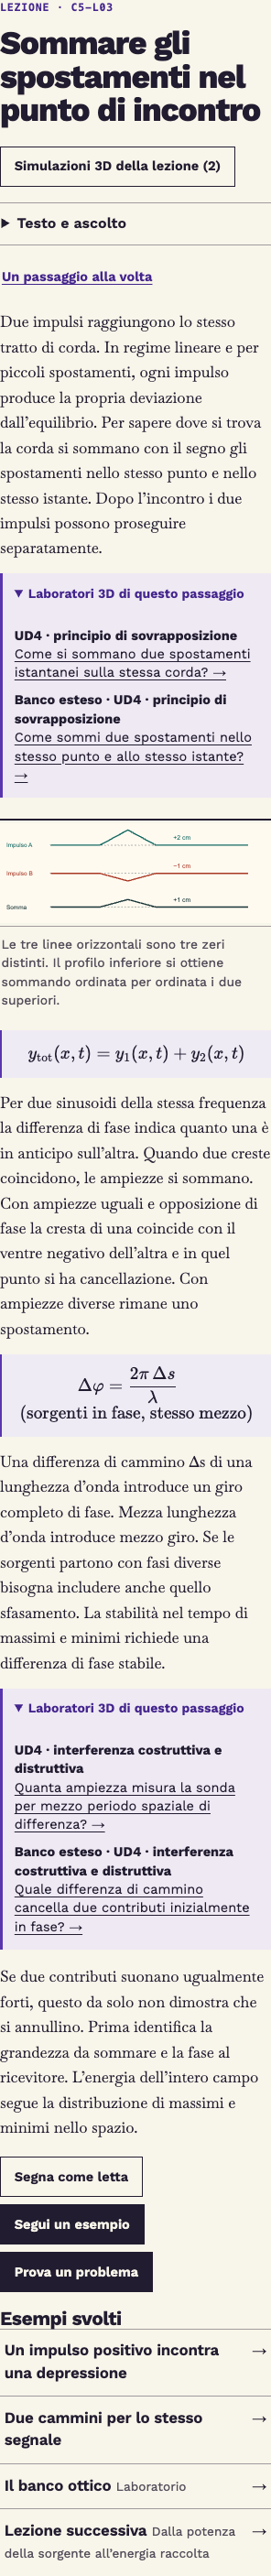 LEZIONE · C5-L03
Sommare gli
spostamenti nel
punto di incontro
Simulazioni 3D della lezione (2)
▶ Testo e ascolto
Un passaggio alla volta
Due impulsi raggiungono lo stesso
tratto di corda. In regime lineare e per
piccoli spostamenti, ogni impulso
produce la propria deviazione
dall’equilibrio. Per sapere dove si trova
la corda si sommano con il segno gli
spostamenti nello stesso punto e nello
stesso istante. Dopo l’incontro i due
impulsi possono proseguire
separatamente.
▼ Laboratori 3D di questo passaggio
UD4 · principio di sovrapposizione
Come si sommano due spostamenti
istantanei sulla stessa corda? →
Banco esteso · UD4 · principio di
sovrapposizione
Come sommi due spostamenti nello
stesso punto e allo stesso istante?
→
Impulso A +2 cm
Impulso B −1 cm
Somma +1 cm
Le tre linee orizzontali sono tre zeri
distinti. Il profilo inferiore si ottiene
sommando ordinata per ordinata i due
superiori.
y_tot(x, t) = y_1(x, t) + y_2(x, t)
Per due sinusoidi della stessa frequenza
la differenza di fase indica quanto una è
in anticipo sull’altra. Quando due creste
coincidono, le ampiezze si sommano.
Con ampiezze uguali e opposizione di
fase la cresta di una coincide con il
ventre negativo dell’altra e in quel
punto si ha cancellazione. Con
ampiezze diverse rimane uno
spostamento.
Δφ = 2π Δs / λ
(sorgenti in fase, stesso mezzo)
Una differenza di cammino Δs di una
lunghezza d’onda introduce un giro
completo di fase. Mezza lunghezza
d’onda introduce mezzo giro. Se le
sorgenti partono con fasi diverse
bisogna includere anche quello
sfasamento. La stabilità nel tempo di
massimi e minimi richiede una
differenza di fase stabile.
▼ Laboratori 3D di questo passaggio
UD4 · interferenza costruttiva e
distruttiva
Quanta ampiezza misura la sonda
per mezzo periodo spaziale di
differenza? →
Banco esteso · UD4 · interferenza
costruttiva e distruttiva
Quale differenza di cammino
cancella due contributi inizialmente
in fase? →
Se due contributi suonano ugualmente
forti, questo da solo non dimostra che
si annullino. Prima identifica la
grandezza da sommare e la fase al
ricevitore. L’energia dell’intero campo
segue la distribuzione di massimi e
minimi nello spazio.
Segna come letta
Segui un esempio
Prova un problema
Esempi svolti
Un impulso positivo incontra →
una depressione
Due cammini per lo stesso →
segnale
Il banco ottico Laboratorio →
Lezione successiva Dalla potenza →
della sorgente all’energia raccolta